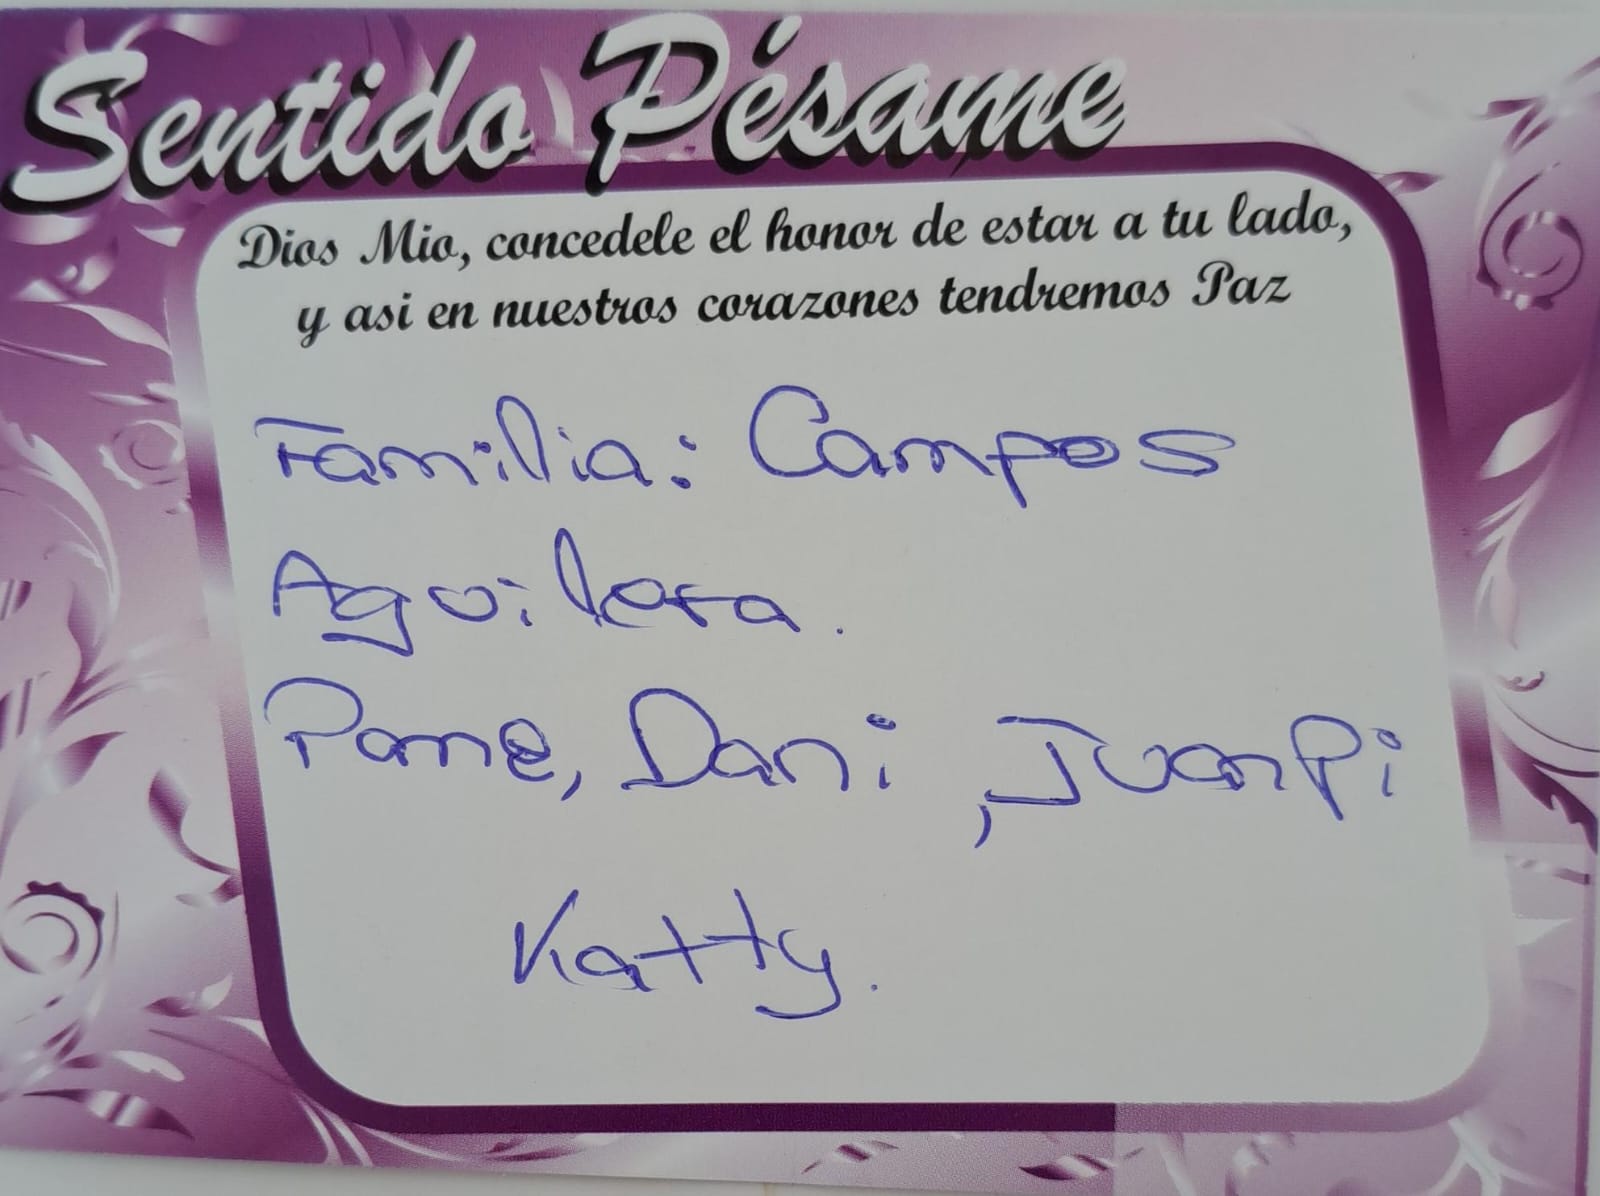 Sentido Pésame
Dios Mio, concedele el honor de estar a tu lado,
y asi en nuestros corazones tendremos Paz
Familia: Campos
Aguilera.
Pame, Dani, JuanPi
Katty.